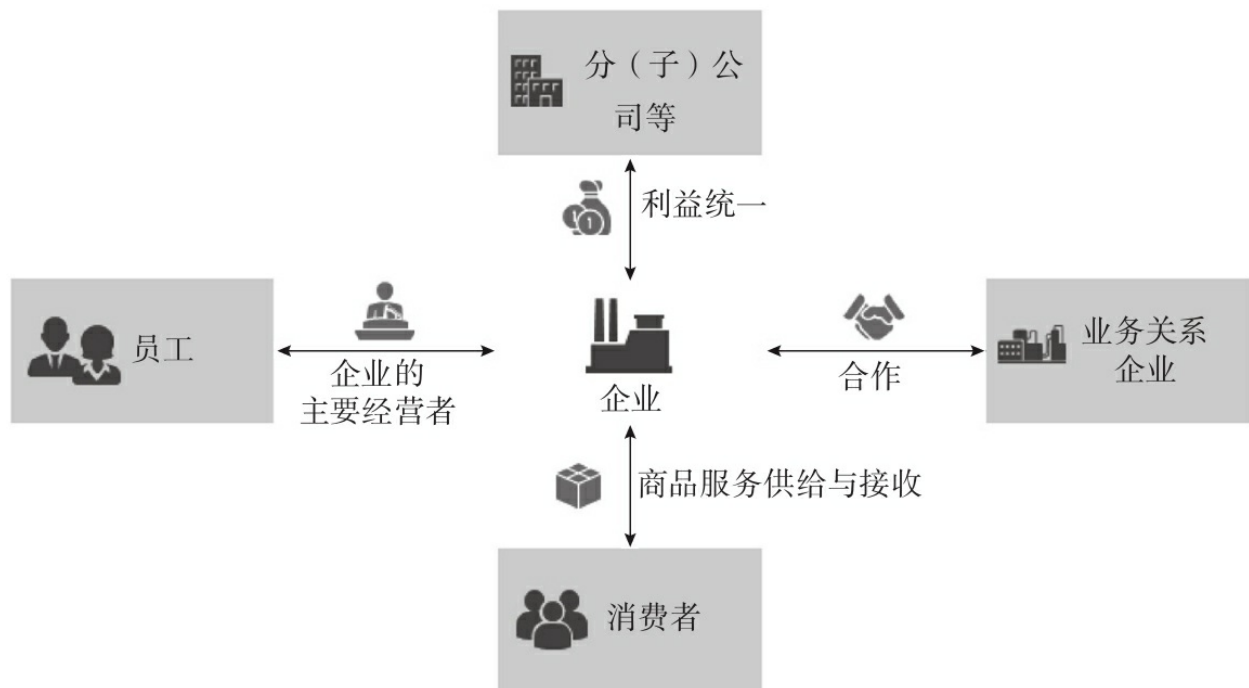 分（子）公
司等
利益统一
员工
企业的
主要经营者
企业
合作
业务关系
企业
商品服务供给与接收
消费者